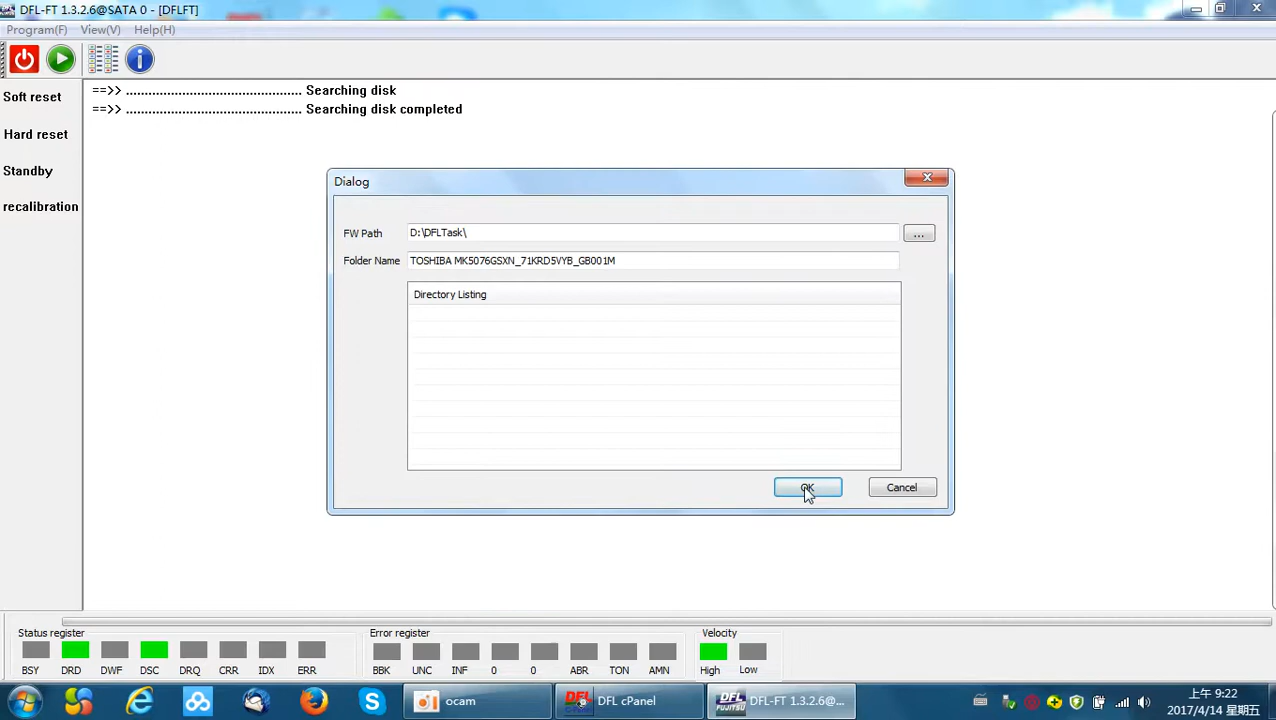 DFL-FT 1.3.2.6@SATA 0 - [DFLFT]
Program(F) View(V) Help(H)
Soft reset
Hard reset
Standby
recalibration
==>> .............................................. Searching disk
==>> .............................................. Searching disk completed
Dialog
FW Path D:\DFLTask\ ...
Folder Name TOSHIBA MK5076GSXN_71KRD5VYB_GB001M
Directory Listing
OK Cancel
Status register Error register Velocity
BSY DRD DWF DSC DRQ CRR IDX ERR BBK UNC INF 0 0 ABR TON AMN High Low
ocam DFL cPanel DFL-FT 1.3.2.6@...
上午 9:22
2017/4/14 星期五